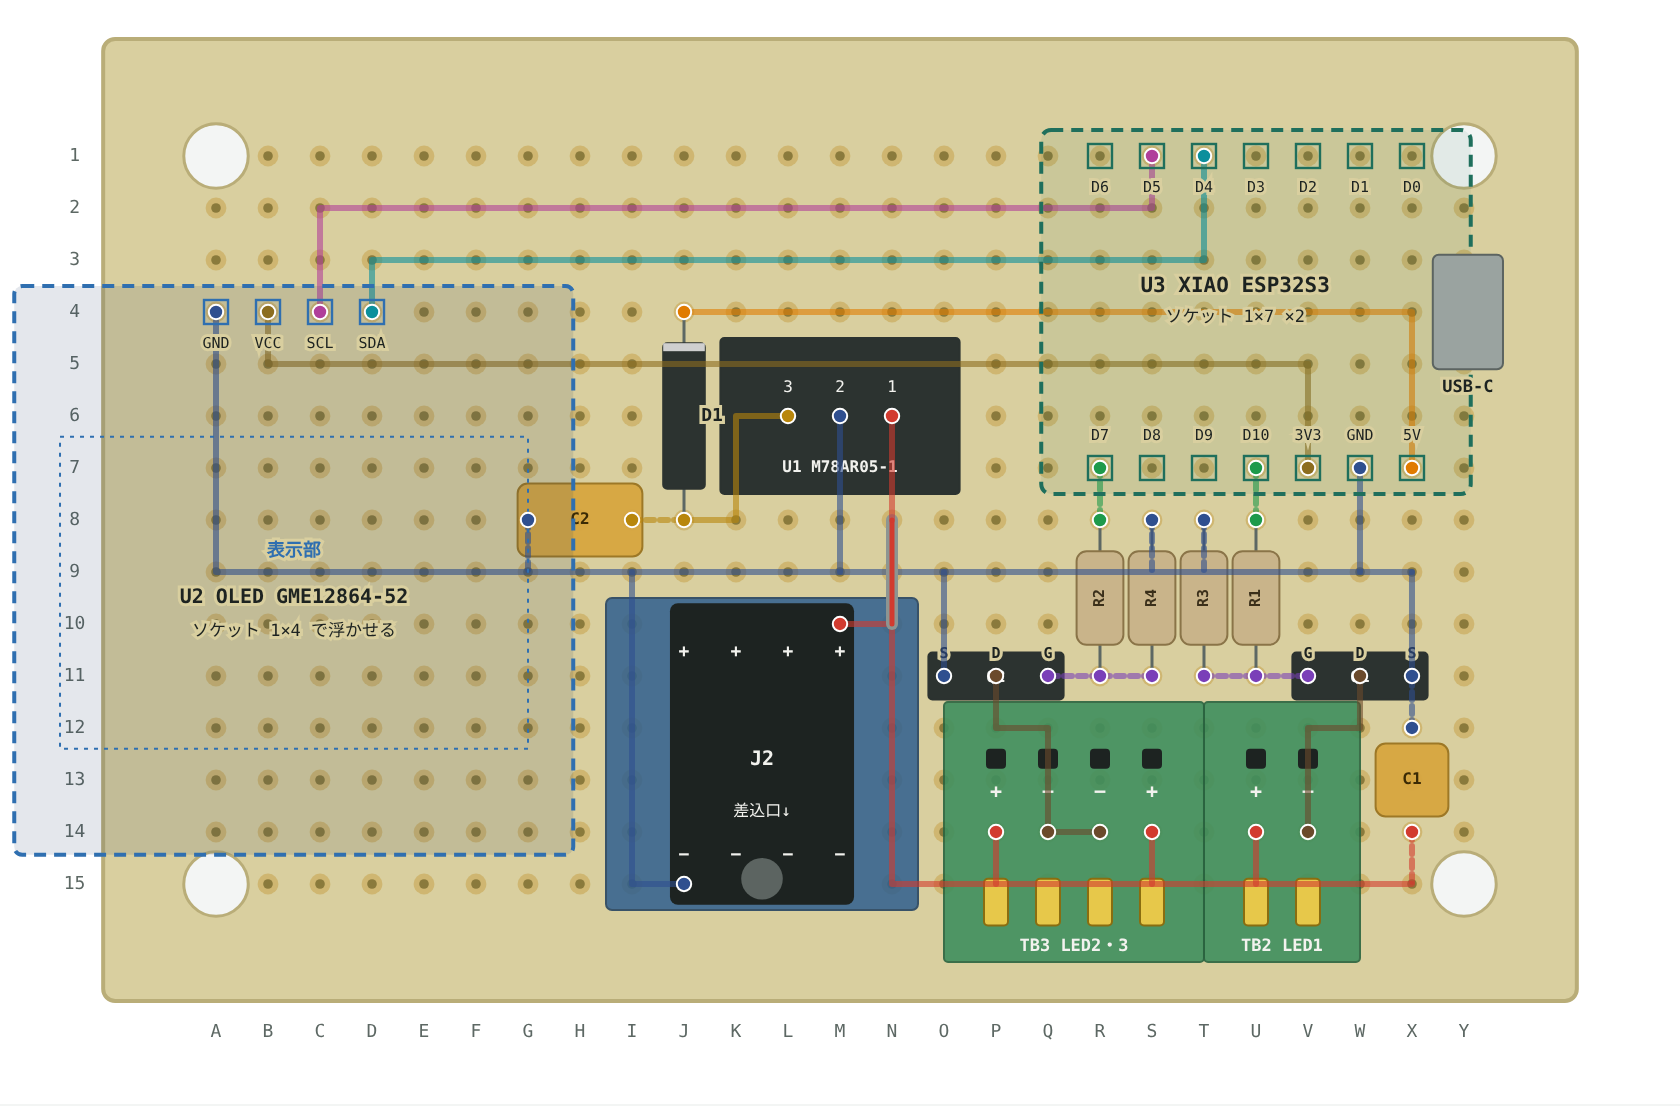 1
D6 D5 D4 D3 D2 D1 D0
2
3
U3 XIAO ESP32S3
ソケット 1×7 ×2
4
GND VCC SCL SDA
5
USB-C
3 2 1
6
D1
D7 D8 D9 D10 3V3 GND 5V
7
U1 M78AR05-1
8
C2
表示部
9
U2 OLED GME12864-52
ソケット 1×4 で浮かせる
R2 R4 R3 R1
10
+ + + +
S D G G D S
11
12
J2
C1
13
+ − − + + −
差込口↓
14
− − − −
15
TB3 LED2・3
TB2 LED1
A B C D E F G H I J K L M N O P Q R S T U V W X Y